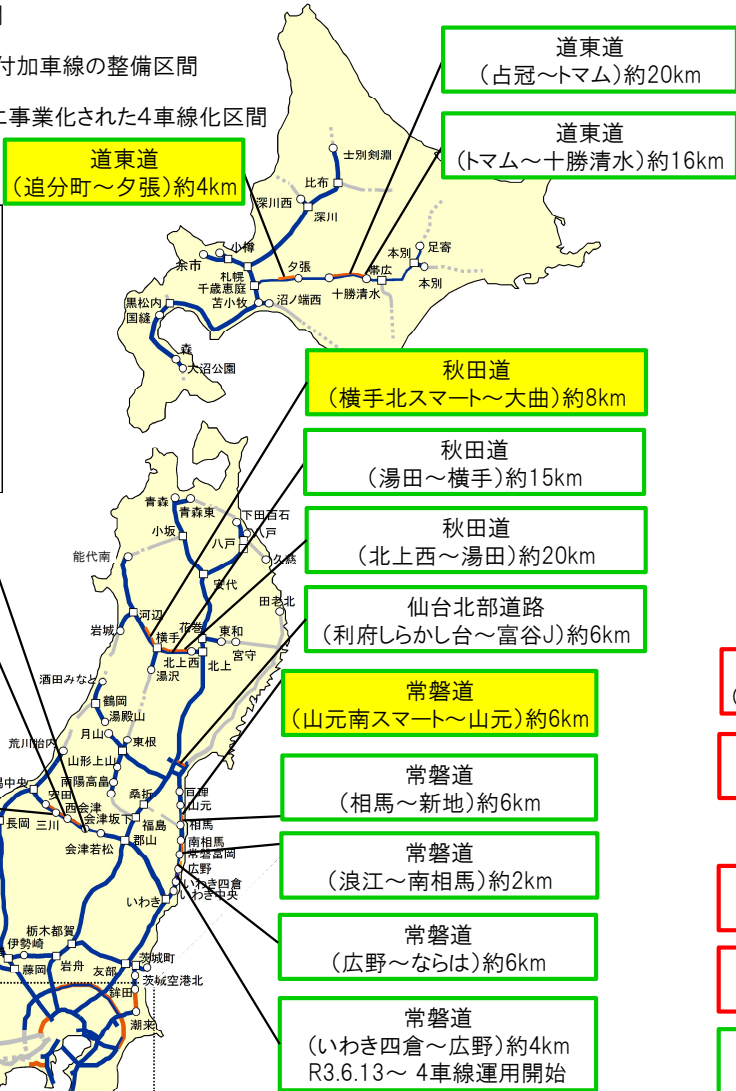 付加車線の整備区間
事業化された4車線化区間
道東道
（占冠～トマム）約20km
道東道
（トマム～十勝清水）約16km
道東道
（追分町～夕張）約4km
士別剣淵
比布
深川西
深川
小樽
余市
札幌
千歳恵庭
苫小牧
沼ノ端西
夕張
十勝清水
帯広
本別
足寄
本別
黒松内
国縫
森
大沼公園
秋田道
（横手北スマート～大曲）約8km
秋田道
（湯田～横手）約15km
秋田道
（北上西～湯田）約20km
仙台北部道路
（利府しらかし台～富谷J）約6km
常磐道
（山元南スマート～山元）約6km
常磐道
（相馬～新地）約6km
常磐道
（浪江～南相馬）約2km
常磐道
（広野～ならは）約6km
常磐道
（いわき四倉～広野）約4km
R3.6.13～ 4車線運用開始
青森
青森東
小坂
下田百石
八戸
八戸
久慈
能代南
安代
田老北
河辺
岩城
横手
花巻
東和
宮守
北上西
北上
湯沢
酒田みなと
鶴岡
湯殿山
月山
東根
荒川胎内
山形上山
南陽高畠
桑折
亘理
山元
中央
安田
西会津
会津坂下
福島
相馬
長岡
三川
会津若松
郡山
南相馬
常磐富岡
広野
いわき四倉
いわき中央
いわき
栃木都賀
伊勢崎
藤岡
岩舟
友部
茨城町
茨城空港北
鉾田
潮来